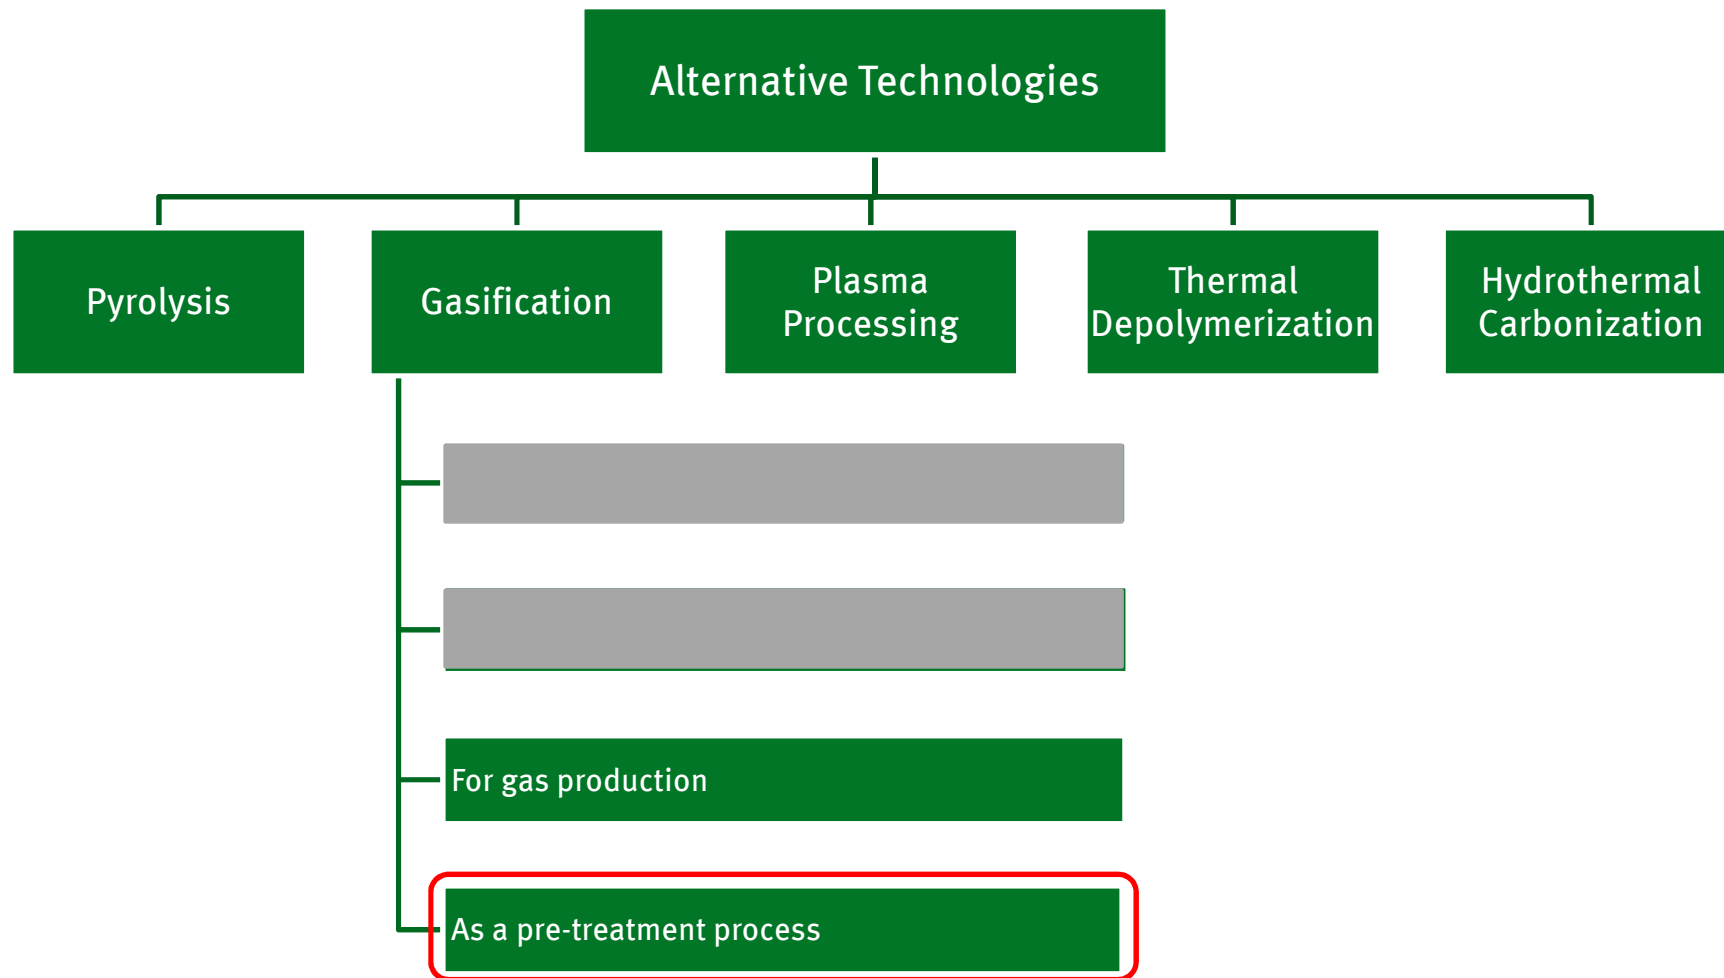 Alternative Technologies
Pyrolysis
Gasification
Plasma
Processing
Thermal
Depolymerization
Hydrothermal
Carbonization
For gas production
As a pre-treatment process